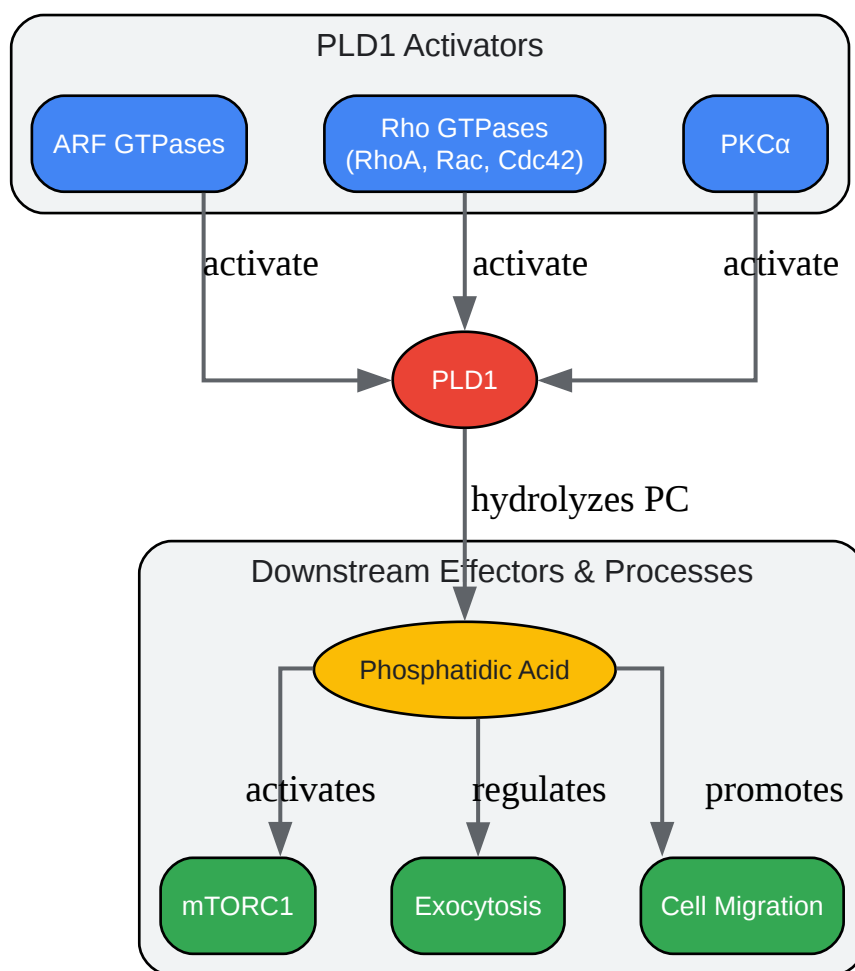 PLD1 Activators
ARF GTPases
Rho GTPases
(RhoA, Rac, Cdc42)
PKCα
activate
activate
activate
PLD1
hydrolyzes PC
Downstream Effectors & Processes
Phosphatidic Acid
activates
regulates
promotes
mTORC1
Exocytosis
Cell Migration